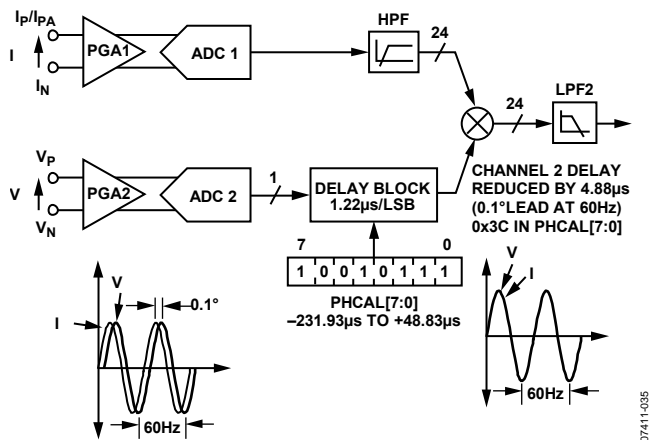 IP/IPA
I
IN
PGA1
ADC 1
HPF
24
24
LPF2
VP
V
VN
PGA2
ADC 2
1
DELAY BLOCK
1.22µs/LSB
CHANNEL 2 DELAY
REDUCED BY 4.88µs
(0.1°LEAD AT 60Hz)
0x3C IN PHCAL[7:0]
7 0
1 0 0 1 0 1 1 1
PHCAL[7:0]
–231.93µs TO +48.83µs
V
I
0.1°
60Hz
V
I
60Hz
07411-035